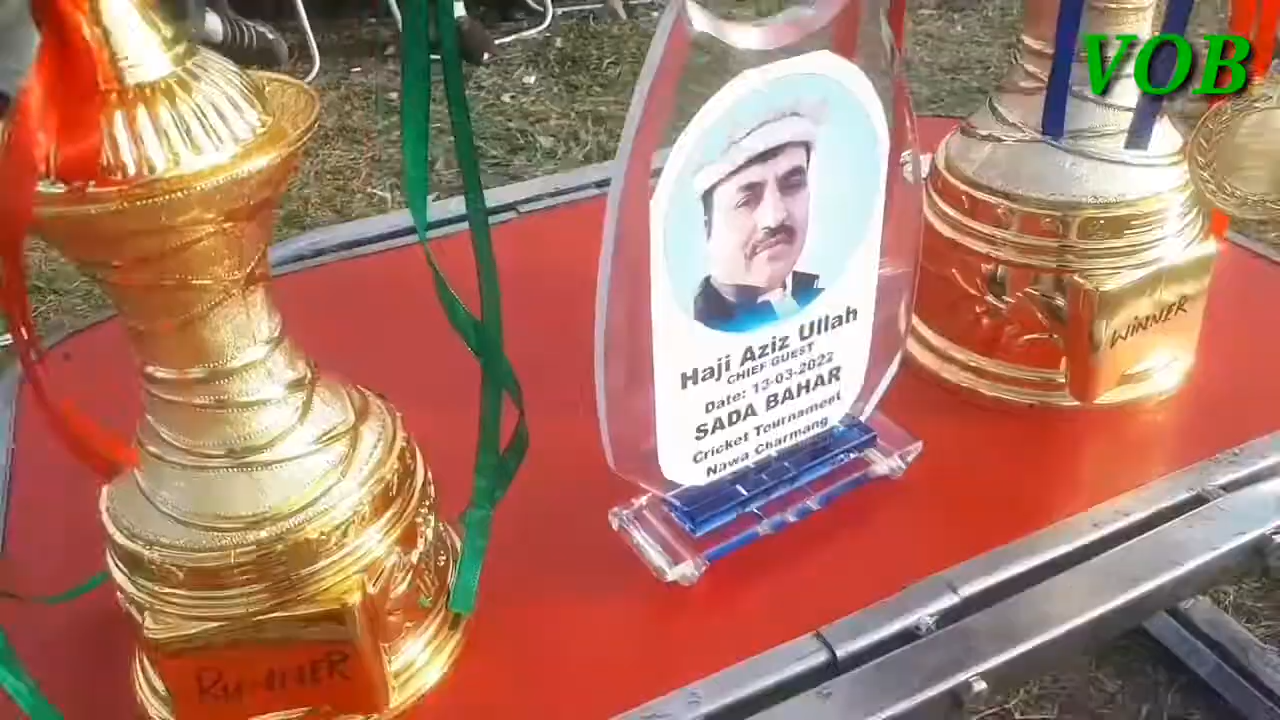 VOB
Haji Aziz Ullah
CHIEF GUEST
Date: 13-03-2022
SADA BAHAR
Cricket Tournament
Nawa Charmang
WINNER
RUNNER